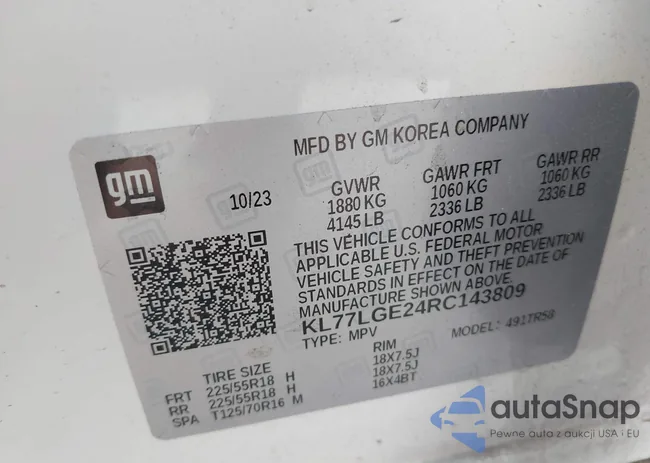 MFD BY GM KOREA COMPANY
gm
10/23
GVWR
1880 KG
4145 LB
GAWR FRT
1060 KG
2336 LB
GAWR RR
1060 KG
2336 LB
THIS VEHICLE CONFORMS TO ALL
APPLICABLE U.S. FEDERAL MOTOR
VEHICLE SAFETY AND THEFT PREVENTION
STANDARDS IN EFFECT ON THE DATE OF
MANUFACTURE SHOWN ABOVE.
KL77LGE24RC143809
TYPE: MPV
MODEL: 491TR58
TIRE SIZE
RIM
FRT 225/55R18 H 18X7.5J
RR 225/55R18 H 18X7.5J
SPA T125/70R16 M 16X4BT
autaSnap
Pewne auta z aukcji USA i EU